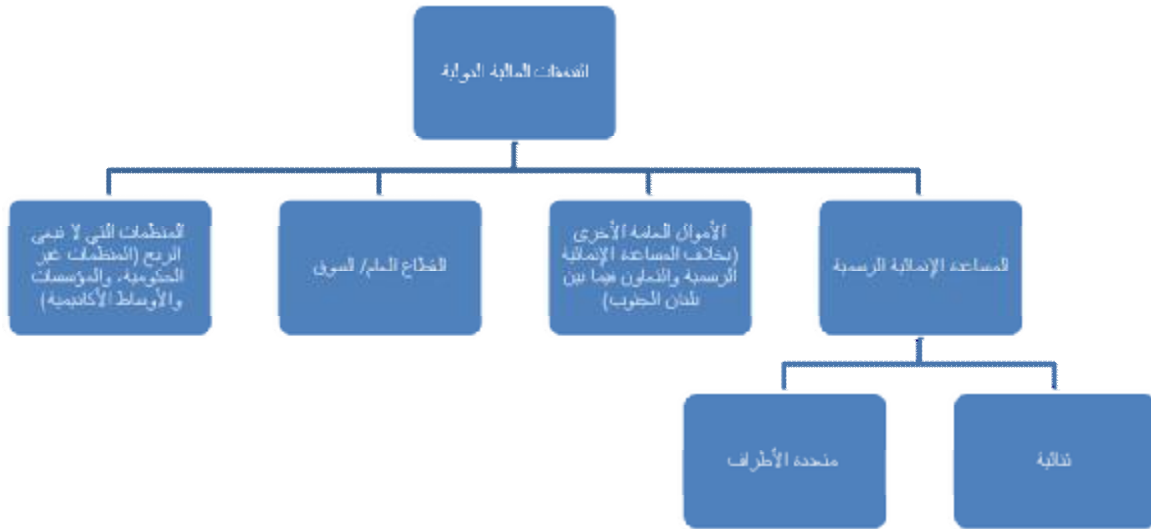 التدفقات المالية الدولية
المساعدة الإنمائية الرسمية
الأموال العامة الأخرى
(بخلاف المساعدة الإنمائية
الرسمية والتعاون فيما بين
بلدان الجنوب)
القطاع العام/ السوق
المنظمات التي لا تبغي
الربح (المنظمات غير
الحكومية، والمؤسسات
والأوساط الأكاديمية)
ثنائية
متعددة الأطراف